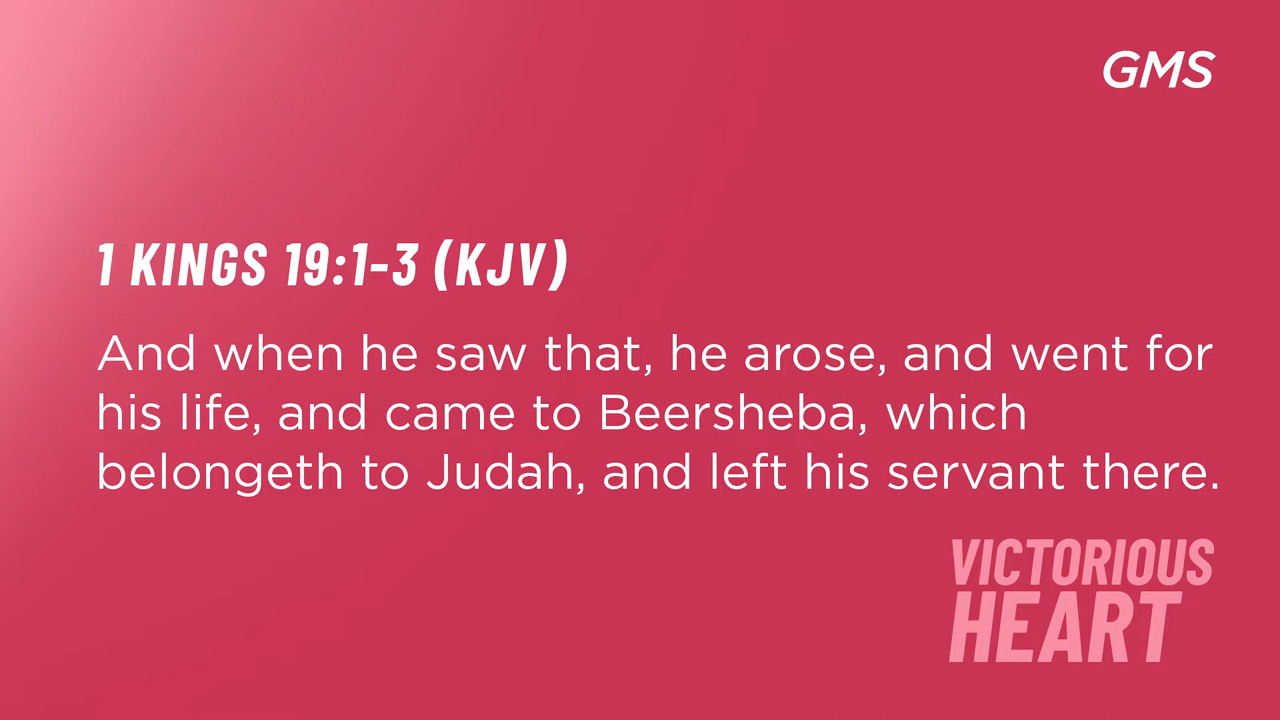 GMS
1 KINGS 19:1-3 (KJV)
And when he saw that, he arose, and went for
his life, and came to Beersheba, which
belongeth to Judah, and left his servant there.
VICTORIOUS
HEART